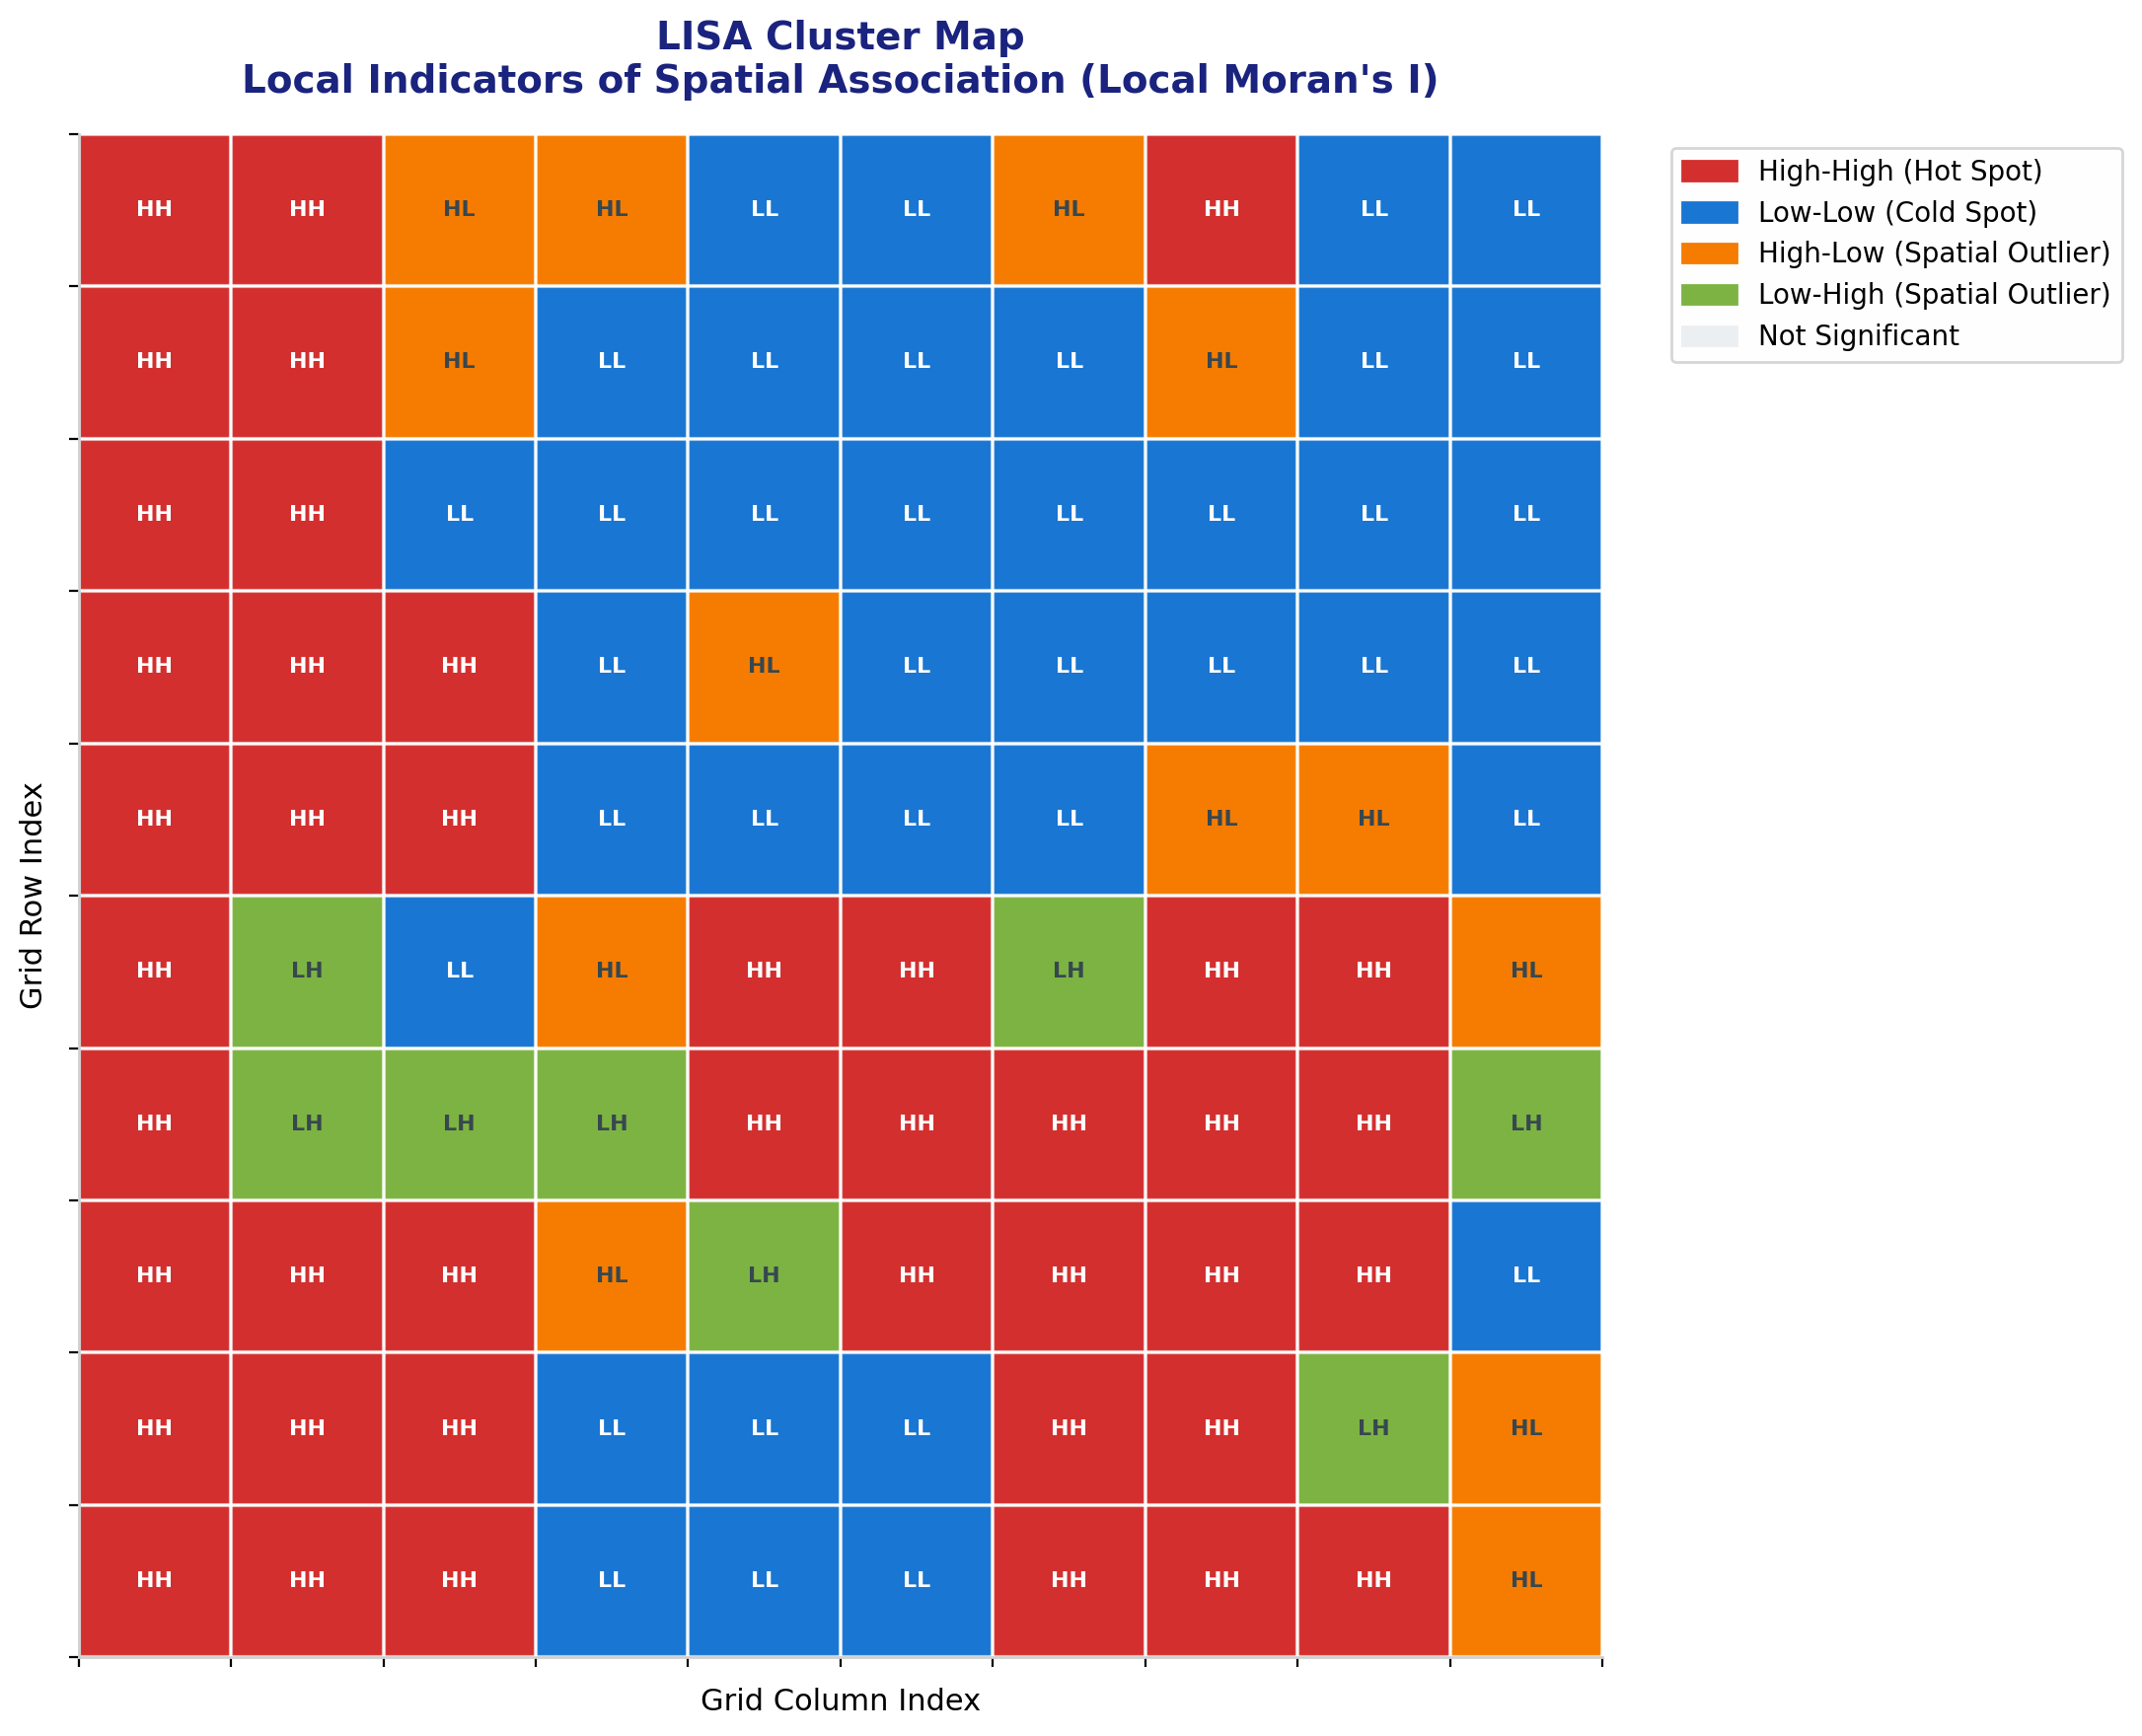 LISA Cluster Map
Local Indicators of Spatial Association (Local Moran's I)
HH HH HL HL LL LL HL HH LL LL
HH HH HL LL LL LL LL HL LL LL
HH HH LL LL LL LL LL LL LL LL
HH HH HH LL HL LL LL LL LL LL
HH HH HH LL LL LL LL HL HL LL
HH LH LL HL HH HH LH HH HH HL
HH LH LH LH HH HH HH HH HH LH
HH HH HH HL LH HH HH HH HH LL
HH HH HH LL LL LL HH HH LH HL
HH HH HH LL LL LL HH HH HH HL
Grid Row Index
Grid Column Index
High-High (Hot Spot)
Low-Low (Cold Spot)
High-Low (Spatial Outlier)
Low-High (Spatial Outlier)
Not Significant